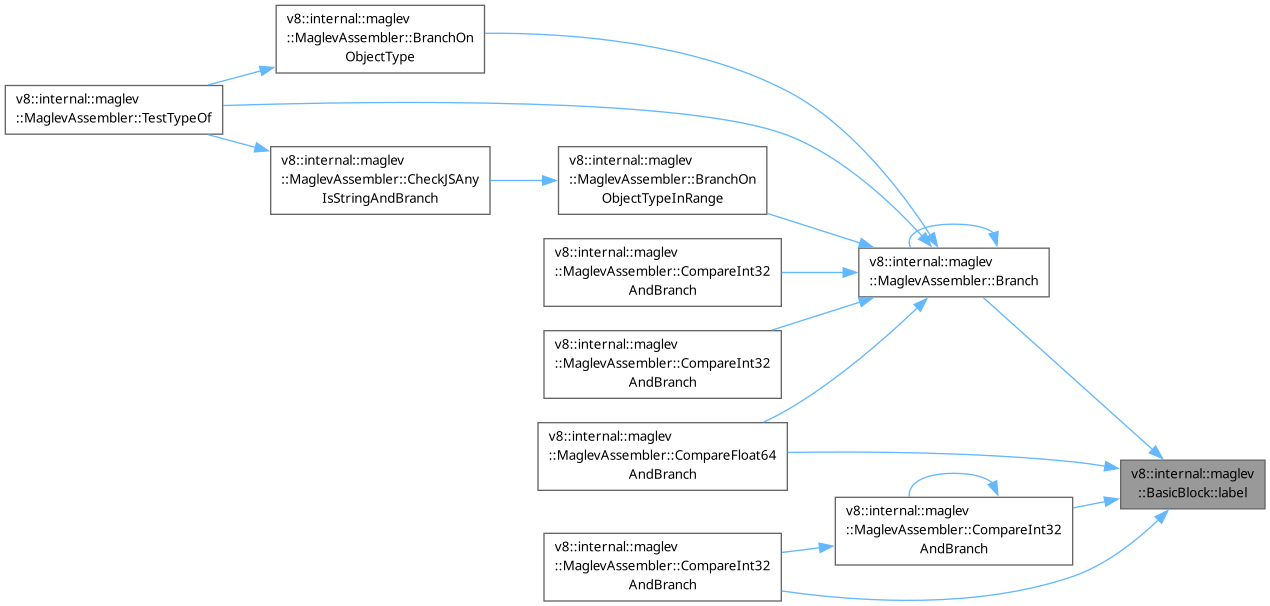 v8::internal::maglev
::MaglevAssembler::BranchOn
ObjectType
v8::internal::maglev
::MaglevAssembler::TestTypeOf
v8::internal::maglev
::MaglevAssembler::CheckJSAny
IsStringAndBranch
v8::internal::maglev
::MaglevAssembler::BranchOn
ObjectTypeInRange
v8::internal::maglev
::MaglevAssembler::CompareInt32
AndBranch
v8::internal::maglev
::MaglevAssembler::Branch
v8::internal::maglev
::MaglevAssembler::CompareInt32
AndBranch
v8::internal::maglev
::MaglevAssembler::CompareFloat64
AndBranch
v8::internal::maglev
::BasicBlock::label
v8::internal::maglev
::MaglevAssembler::CompareInt32
AndBranch
v8::internal::maglev
::MaglevAssembler::CompareInt32
AndBranch